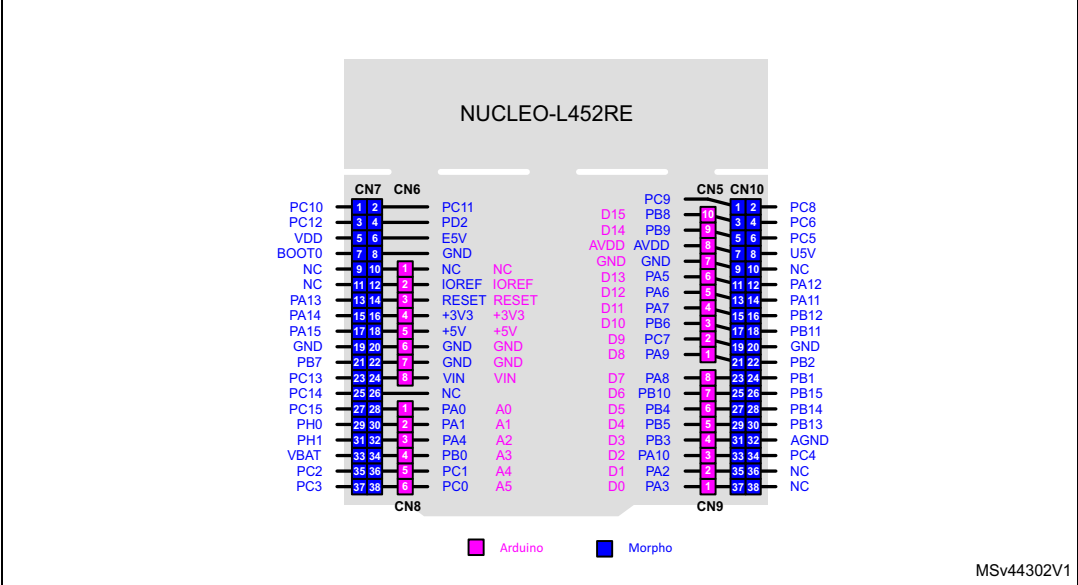 NUCLEO-L452RE
CN7 CN6 CN5 CN10
PC9
PC10 1 2 PC11 D15 PB8 10 1 2 PC8
PC12 3 4 PD2 D14 PB9 9 3 4 PC6
VDD 5 6 E5V AVDD AVDD 8 5 6 PC5
BOOT0 7 8 GND GND GND 7 7 8 U5V
NC 9 10 1 NC NC D13 PA5 6 9 10 NC
NC 11 12 2 IOREF IOREF D12 PA6 5 11 12 PA12
PA13 13 14 3 RESET RESET D11 PA7 4 13 14 PA11
PA14 15 16 4 +3V3 +3V3 D10 PB6 3 15 16 PB12
PA15 17 18 5 +5V +5V D9 PC7 2 17 18 PB11
GND 19 20 6 GND GND D8 PA9 1 19 20 GND
PB7 21 22 7 GND GND 21 22 PB2
PC13 23 24 8 VIN VIN D7 PA8 8 23 24 PB1
PC14 25 26 NC D6 PB10 7 25 26 PB15
PC15 27 28 1 PA0 A0 D5 PB4 6 27 28 PB14
PH0 29 30 2 PA1 A1 D4 PB5 5 29 30 PB13
PH1 31 32 3 PA4 A2 D3 PB3 4 31 32 AGND
VBAT 33 34 4 PB0 A3 D2 PA10 3 33 34 PC4
PC2 35 36 5 PC1 A4 D1 PA2 2 35 36 NC
PC3 37 38 6 PC0 A5 D0 PA3 1 37 38 NC
CN8 CN9
Arduino Morpho
MSv44302V1